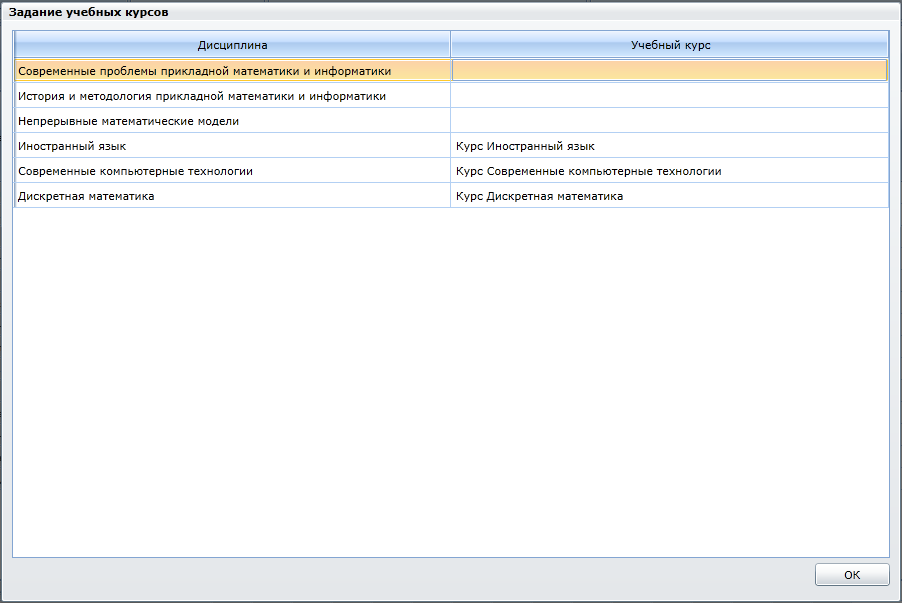 Задание учебных курсов
Дисциплина Учебный курс
Современные проблемы прикладной математики и информатики
История и методология прикладной математики и информатики
Непрерывные математические модели
Иностранный язык Курс Иностранный язык
Современные компьютерные технологии Курс Современные компьютерные технологии
Дискретная математика Курс Дискретная математика
ОК